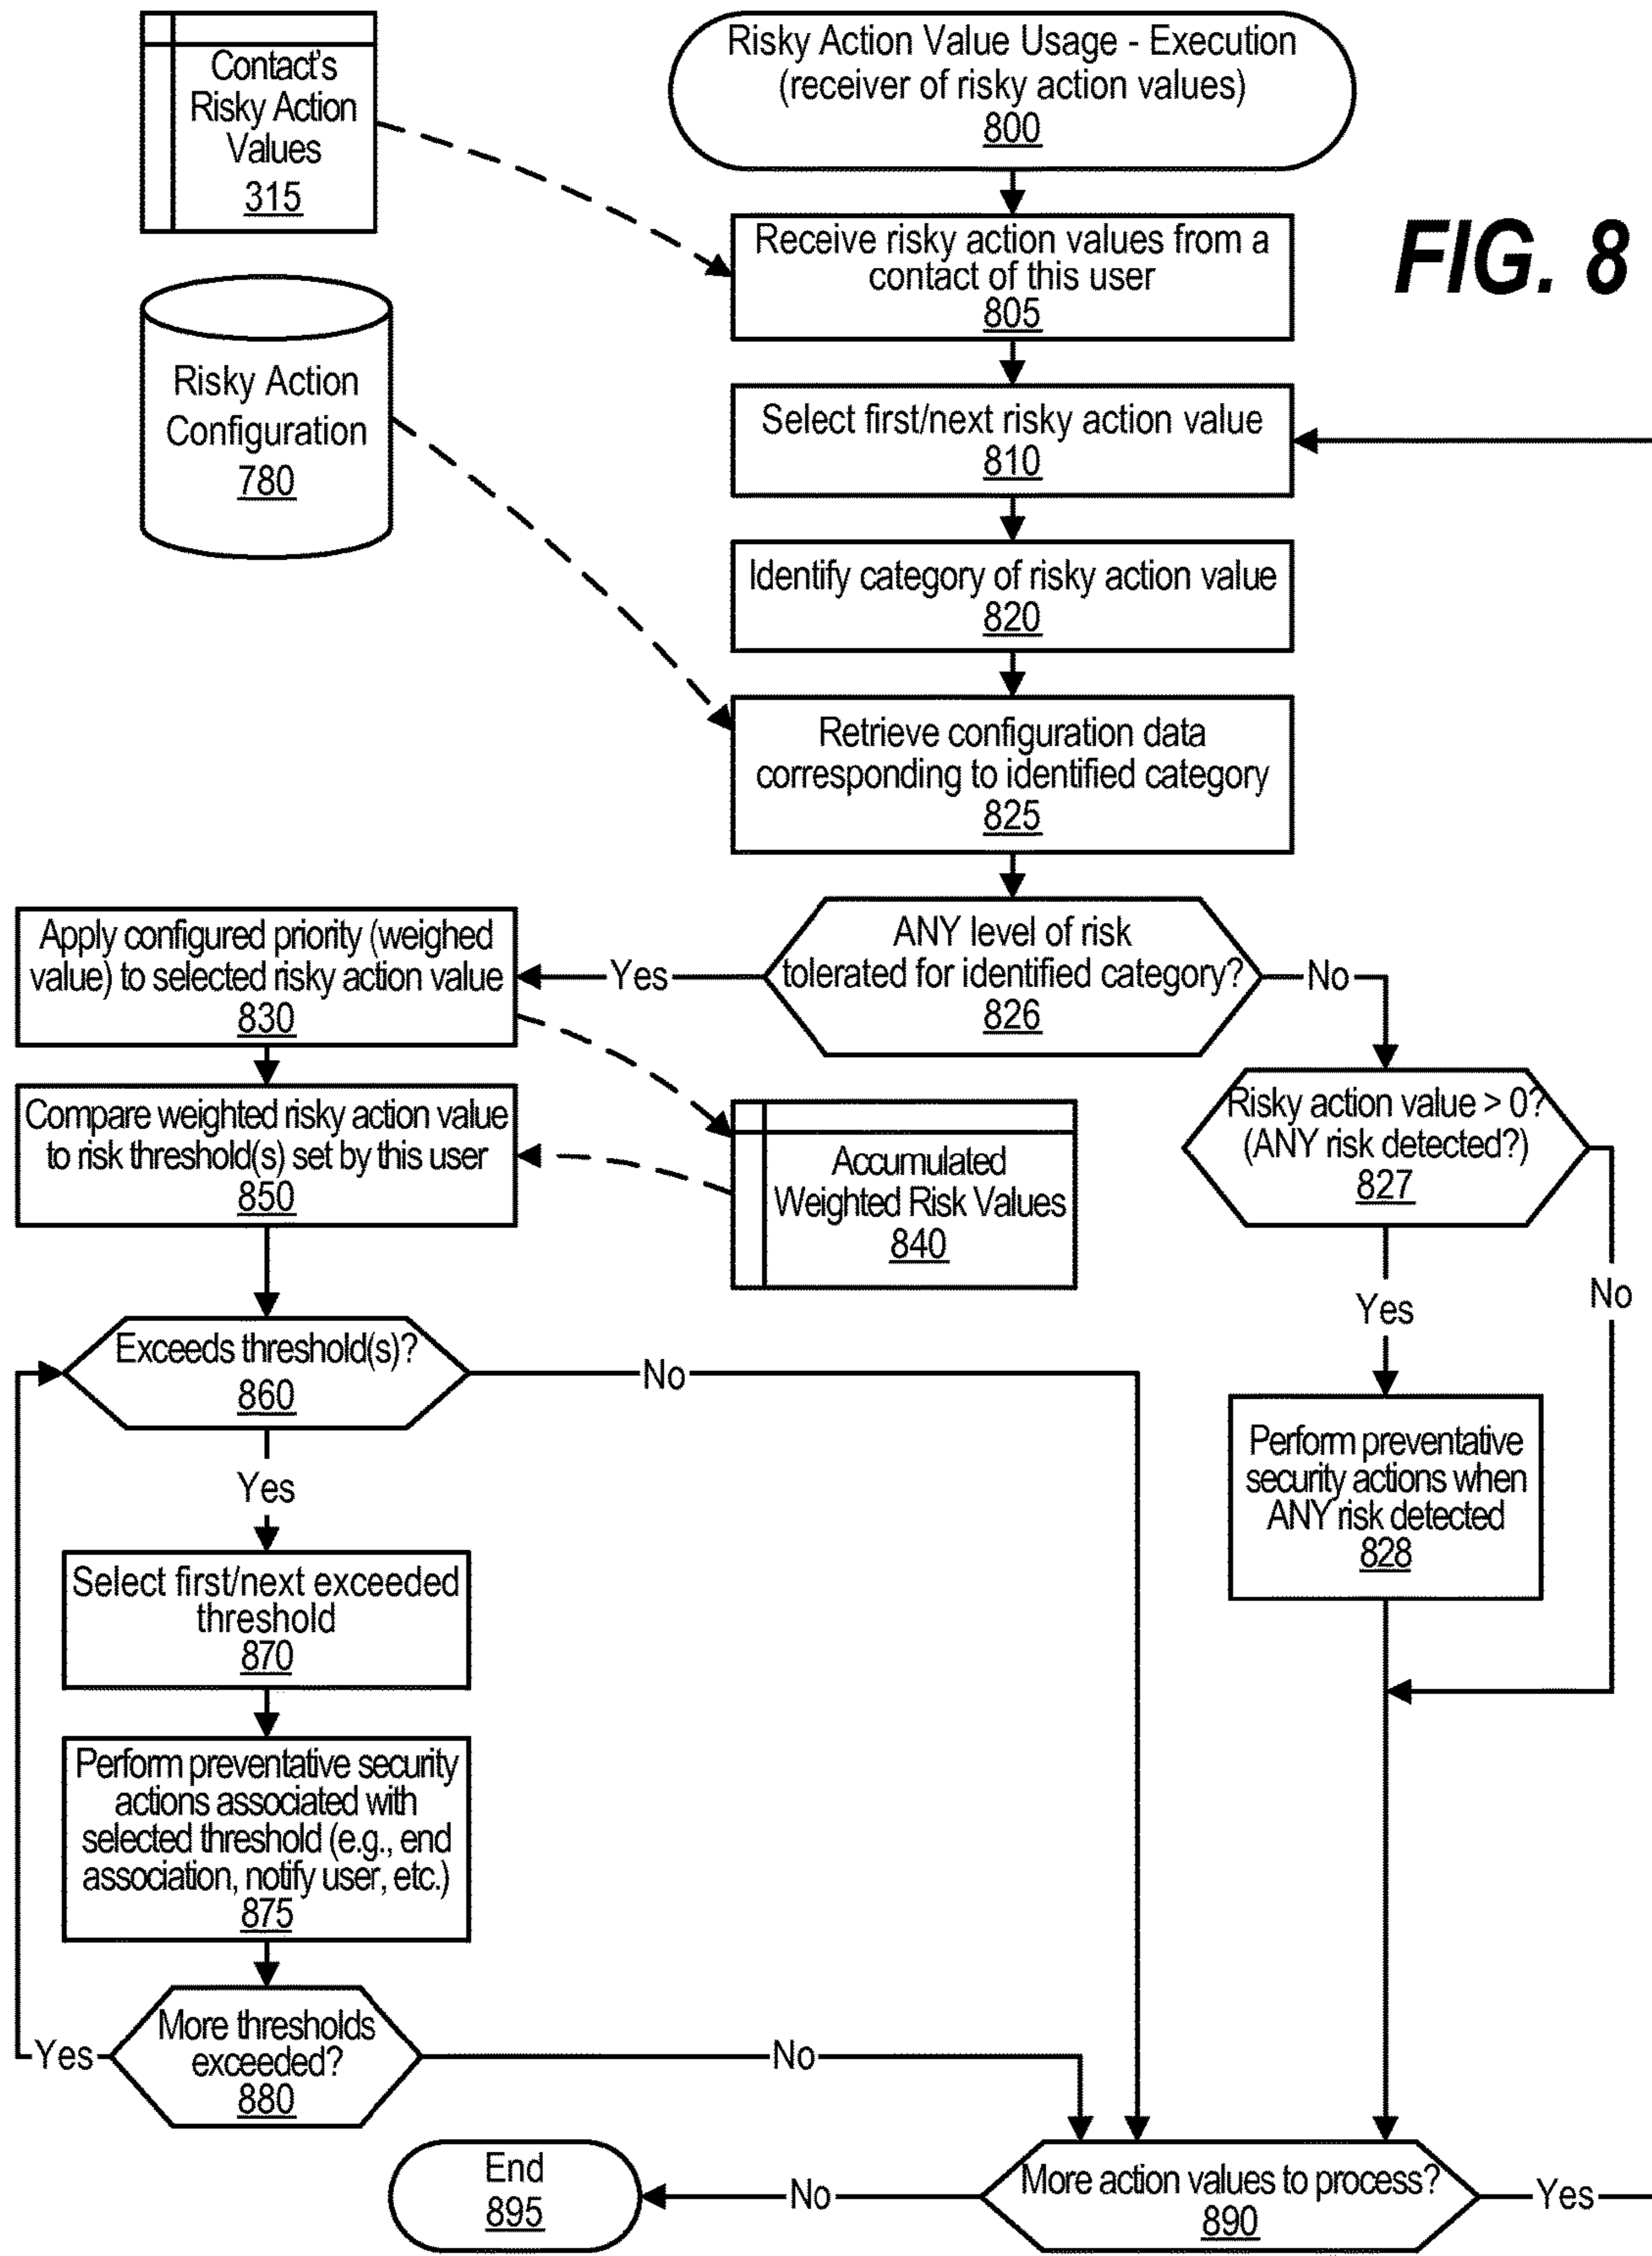 Risky Action Value Usage - Execution
(receiver of risky action values)
800
Contact's
Risky Action
Values
315
FIG. 8
Receive risky action values from a
contact of this user
805
Risky Action
Configuration
780
Select first/next risky action value
810
Identify category of risky action value
820
Retrieve configuration data
corresponding to identified category
825
ANY level of risk
tolerated for identified category?
826
Yes
No
Apply configured priority (weighed
value) to selected risky action value
830
Risky action value > 0?
(ANY risk detected?)
827
Compare weighted risky action value
to risk threshold(s) set by this user
850
Accumulated
Weighted Risk Values
840
Yes
No
Exceeds threshold(s)?
860
No
Yes
Perform preventative
security actions when
ANY risk detected
828
Select first/next exceeded
threshold
870
Perform preventative security
actions associated with
selected threshold (e.g., end
association, notify user, etc.)
875
More thresholds
exceeded?
880
Yes
No
More action values to process?
890
Yes
No
End
895